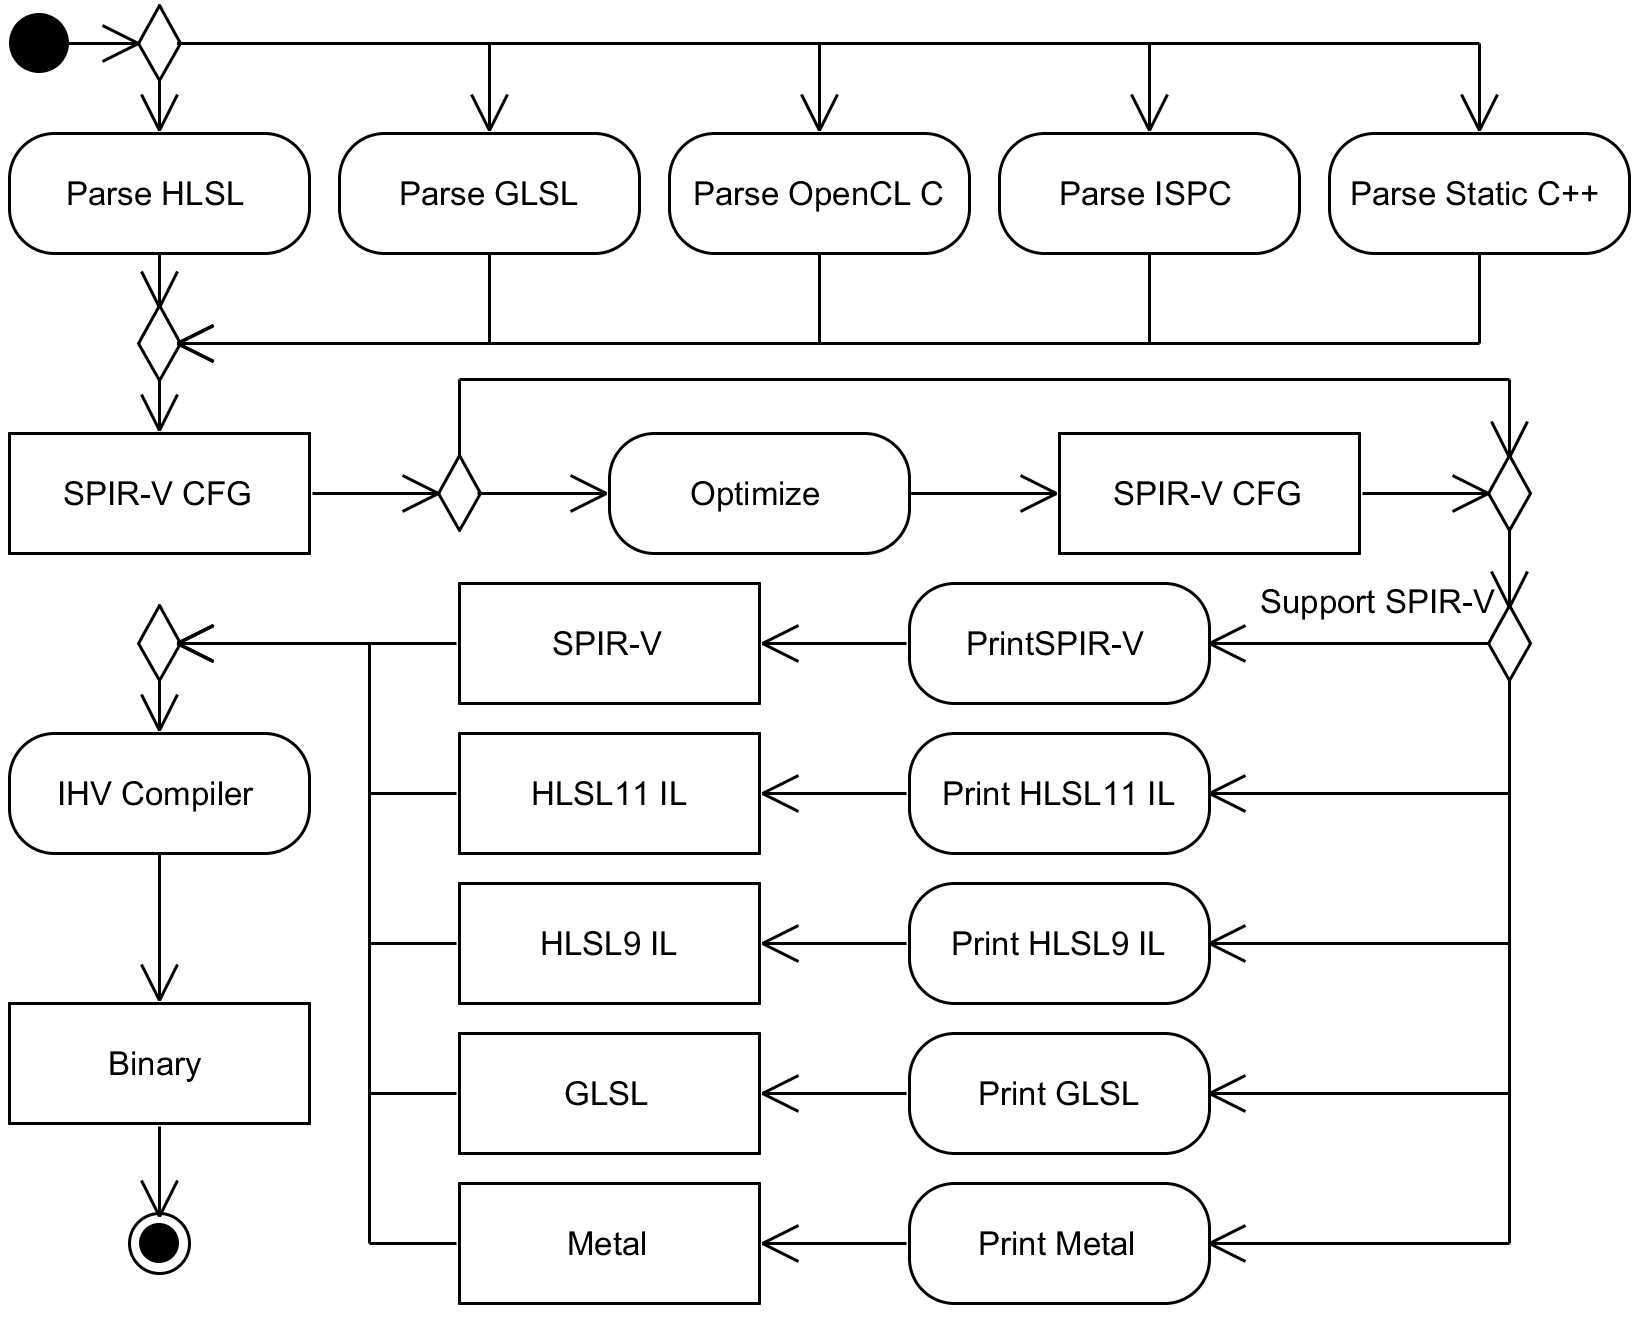 Parse HLSL
Parse GLSL
Parse OpenCL C
Parse ISPC
Parse Static C++
SPIR-V CFG
Optimize
SPIR-V CFG
Support SPIR-V
SPIR-V
PrintSPIR-V
IHV Compiler
HLSL11 IL
Print HLSL11 IL
HLSL9 IL
Print HLSL9 IL
Binary
GLSL
Print GLSL
Metal
Print Metal